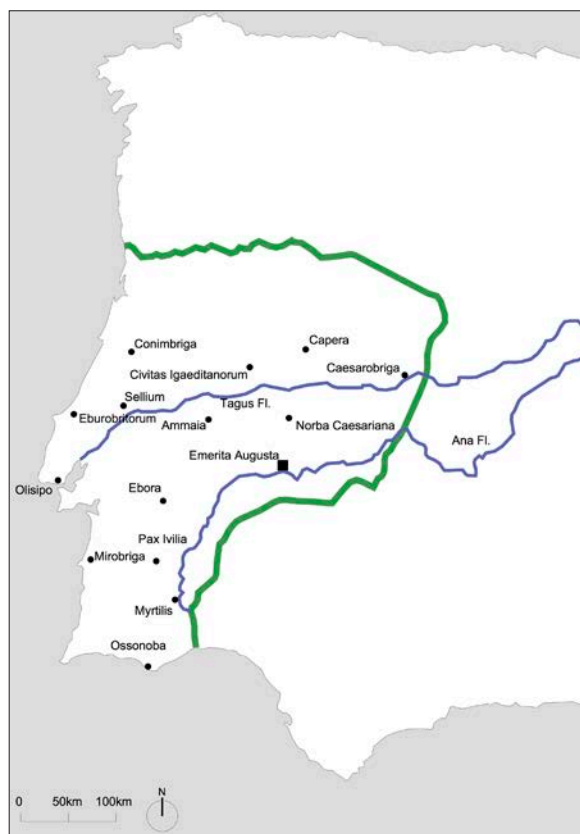 Conimbriga
Capera
Civitas Igaeditanorum
Caesarobriga
Sellium
Tagus Fl.
Eburobritorum
Ammaia
Norba Caesariana
Ana Fl.
Emerita Augusta
Olisipo
Ebora
Pax Ivilia
Mirobriga
Myrtilis
Ossonoba
N
0 50km 100km